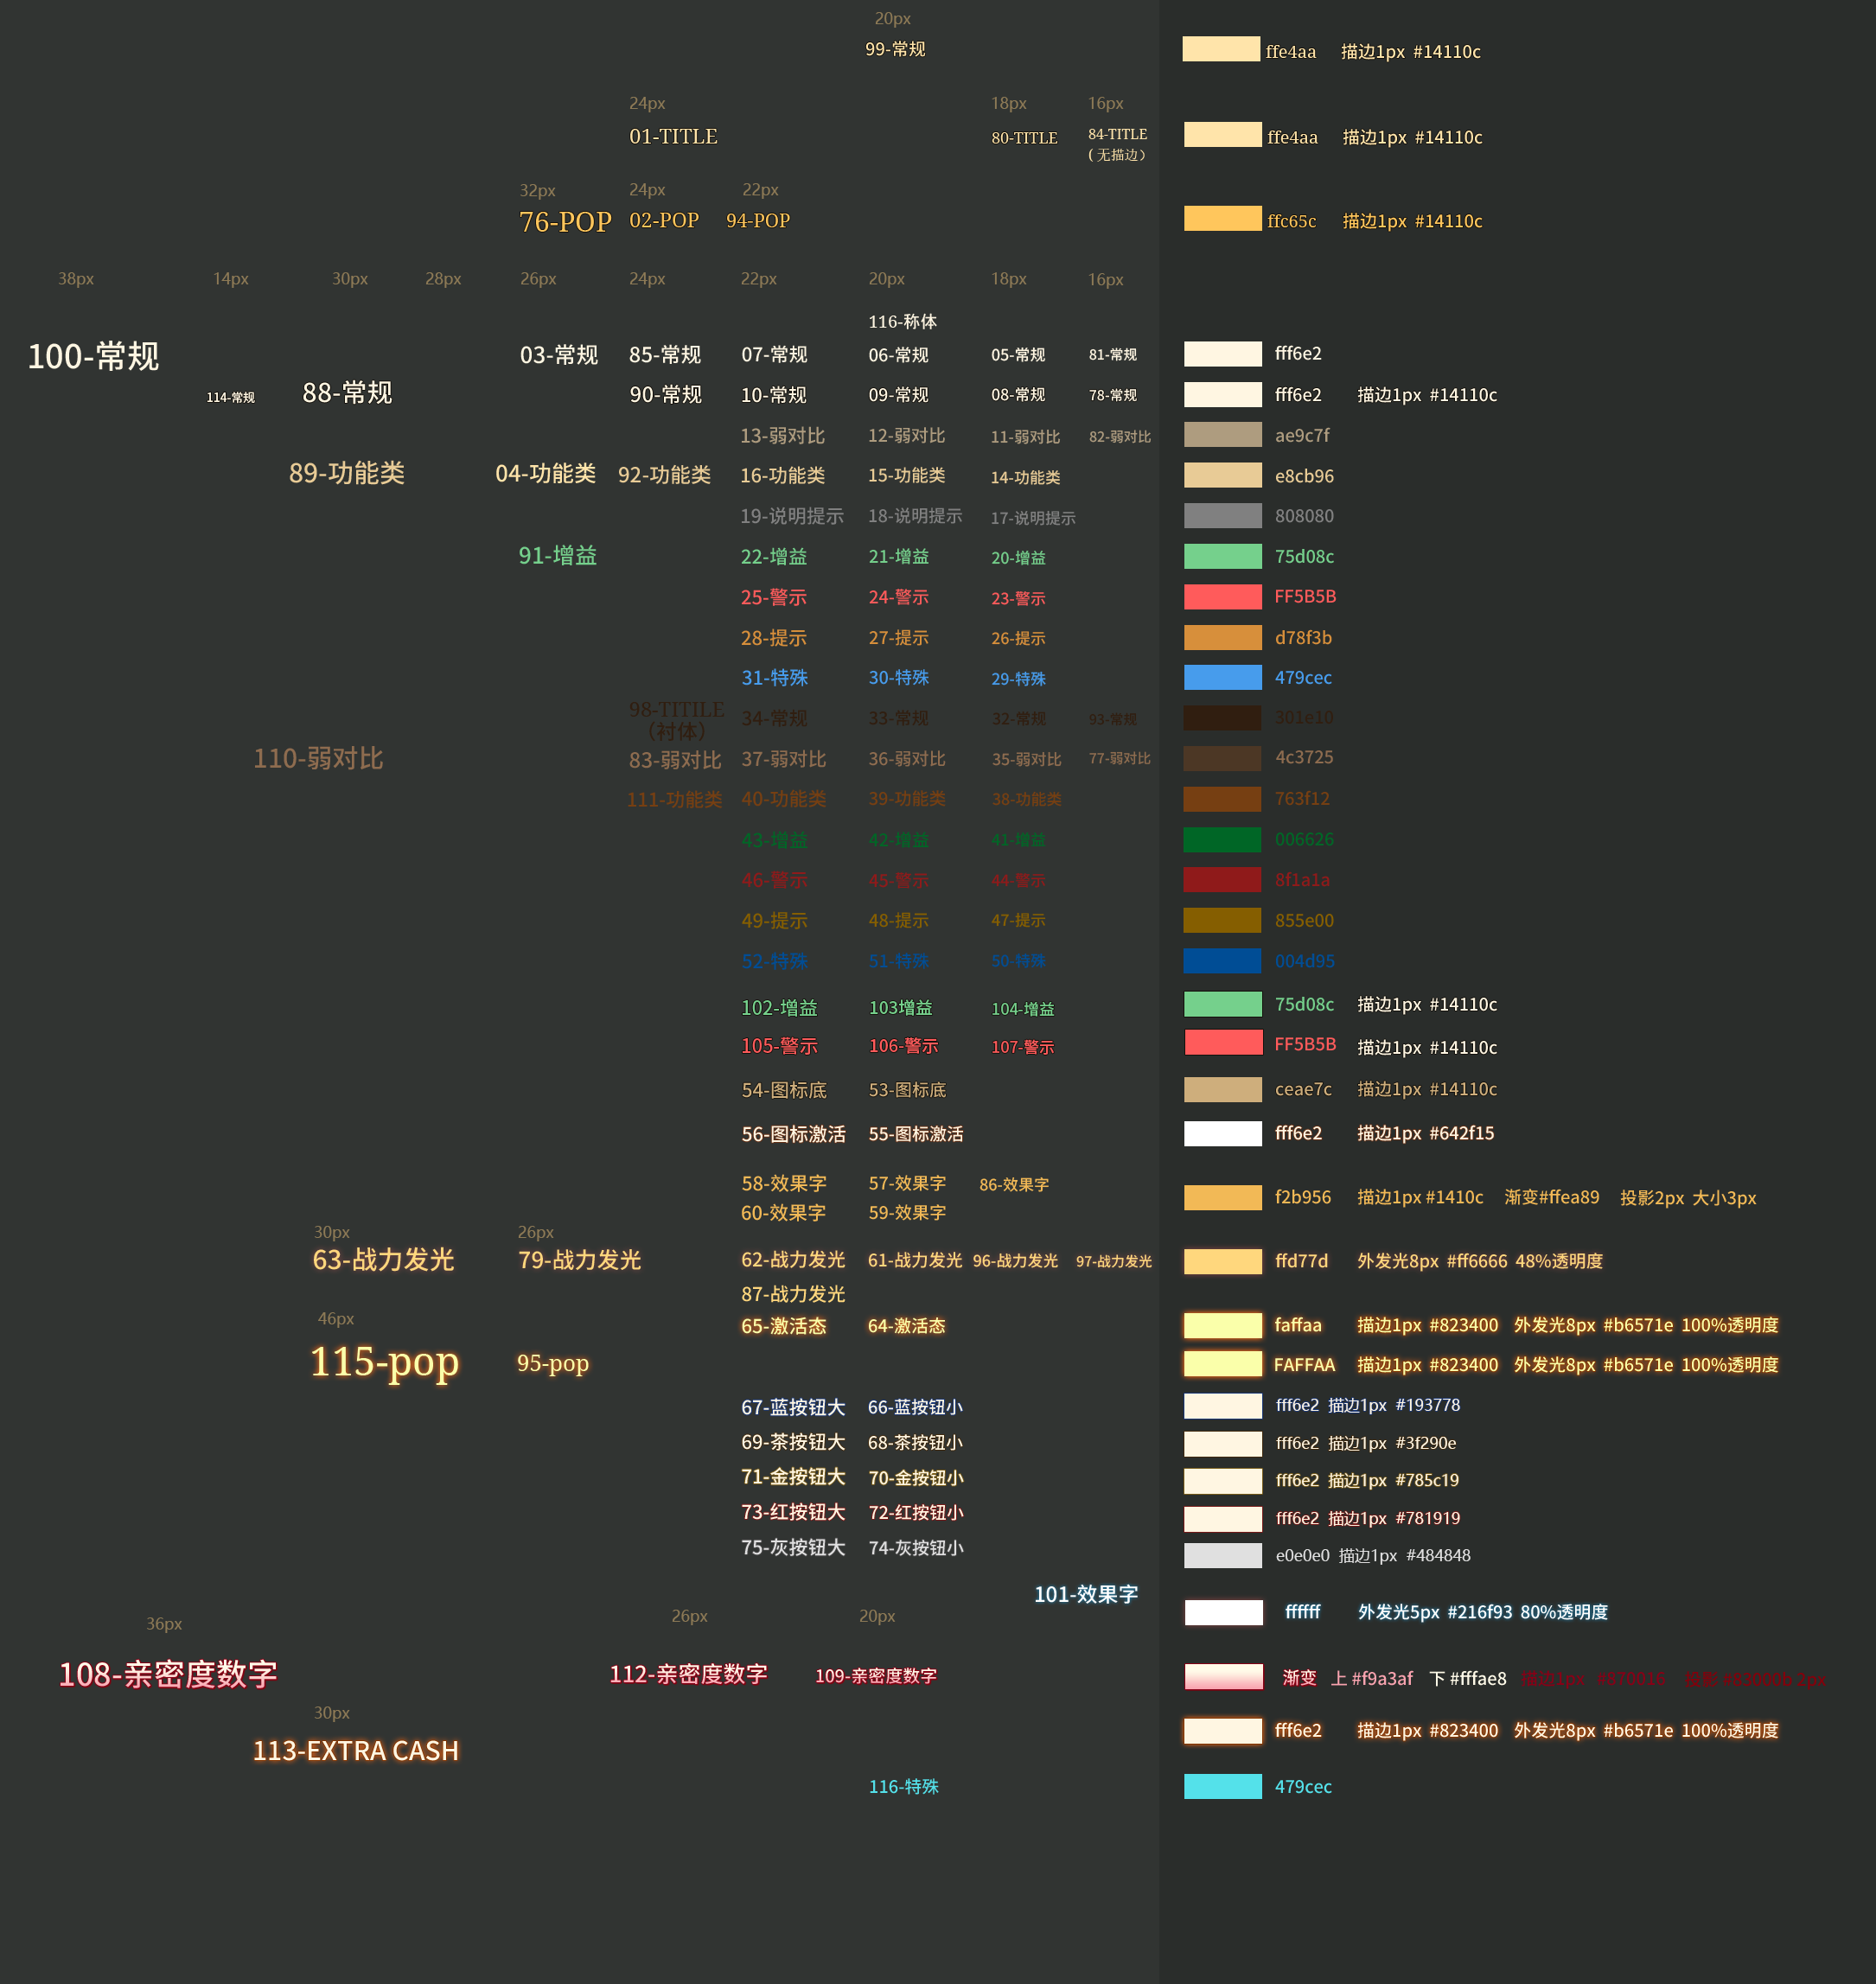 20px
99-常规 ffe4aa 描边1px #14110c
24px 18px 16px
01-TITLE 80-TITLE 84-TITLE ffe4aa 描边1px #14110c
( 无描边）
32px 24px 22px
76-POP 02-POP 94-POP ffc65c 描边1px #14110c
38px 14px 30px 28px 26px 24px 22px 20px 18px 16px
116-称体
100-常规 03-常规 85-常规 07-常规 06-常规 05-常规 81-常规 fff6e2
114-常规 88-常规 90-常规 10-常规 09-常规 08-常规 78-常规 fff6e2 描边1px #14110c
13-弱对比 12-弱对比 11-弱对比 82-弱对比 ae9c7f
89-功能类 04-功能类 92-功能类 16-功能类 15-功能类 14-功能类 e8cb96
19-说明提示 18-说明提示 17-说明提示 808080
91-增益 22-增益 21-增益 20-增益 75d08c
25-警示 24-警示 23-警示 FF5B5B
28-提示 27-提示 26-提示 d78f3b
31-特殊 30-特殊 29-特殊 479cec
98-TITILE 34-常规 33-常规 32-常规 93-常规 301e10
（衬体）
110-弱对比 83-弱对比 37-弱对比 36-弱对比 35-弱对比 77-弱对比 4c3725
111-功能类 40-功能类 39-功能类 38-功能类 763f12
43-增益 42-增益 41-增益 006626
46-警示 45-警示 44-警示 8f1a1a
49-提示 48-提示 47-提示 855e00
52-特殊 51-特殊 50-特殊 004d95
102-增益 103增益 104-增益 75d08c 描边1px #14110c
105-警示 106-警示 107-警示 FF5B5B 描边1px #14110c
54-图标底 53-图标底 ceae7c 描边1px #14110c
56-图标激活 55-图标激活 fff6e2 描边1px #642f15
58-效果字 57-效果字 86-效果字 f2b956 描边1px #1410c 渐变#ffea89 投影2px 大小3px
60-效果字 59-效果字
30px 26px
63-战力发光 79-战力发光 62-战力发光 61-战力发光 96-战力发光 97-战力发光 ffd77d 外发光8px #ff6666 48%透明度
87-战力发光
46px
65-激活态 64-激活态 faffaa 描边1px #823400 外发光8px #b6571e 100%透明度
115-pop 95-pop FAFFAA 描边1px #823400 外发光8px #b6571e 100%透明度
67-蓝按钮大 66-蓝按钮小 fff6e2 描边1px #193778
69-茶按钮大 68-茶按钮小 fff6e2 描边1px #3f290e
71-金按钮大 70-金按钮小 fff6e2 描边1px #785c19
73-红按钮大 72-红按钮小 fff6e2 描边1px #781919
75-灰按钮大 74-灰按钮小 e0e0e0 描边1px #484848
101-效果字 ffffff 外发光5px #216f93 80%透明度
36px 26px 20px
108-亲密度数字 112-亲密度数字 109-亲密度数字 渐变 上 #f9a3af 下 #fffae8 描边1px #870016 投影 #83000b 2px
30px
113-EXTRA CASH fff6e2 描边1px #823400 外发光8px #b6571e 100%透明度
116-特殊 479cec